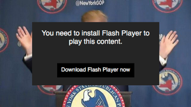 @NewYorkGOP
You need to install Flash Player to
play this content.
Download Flash Player now